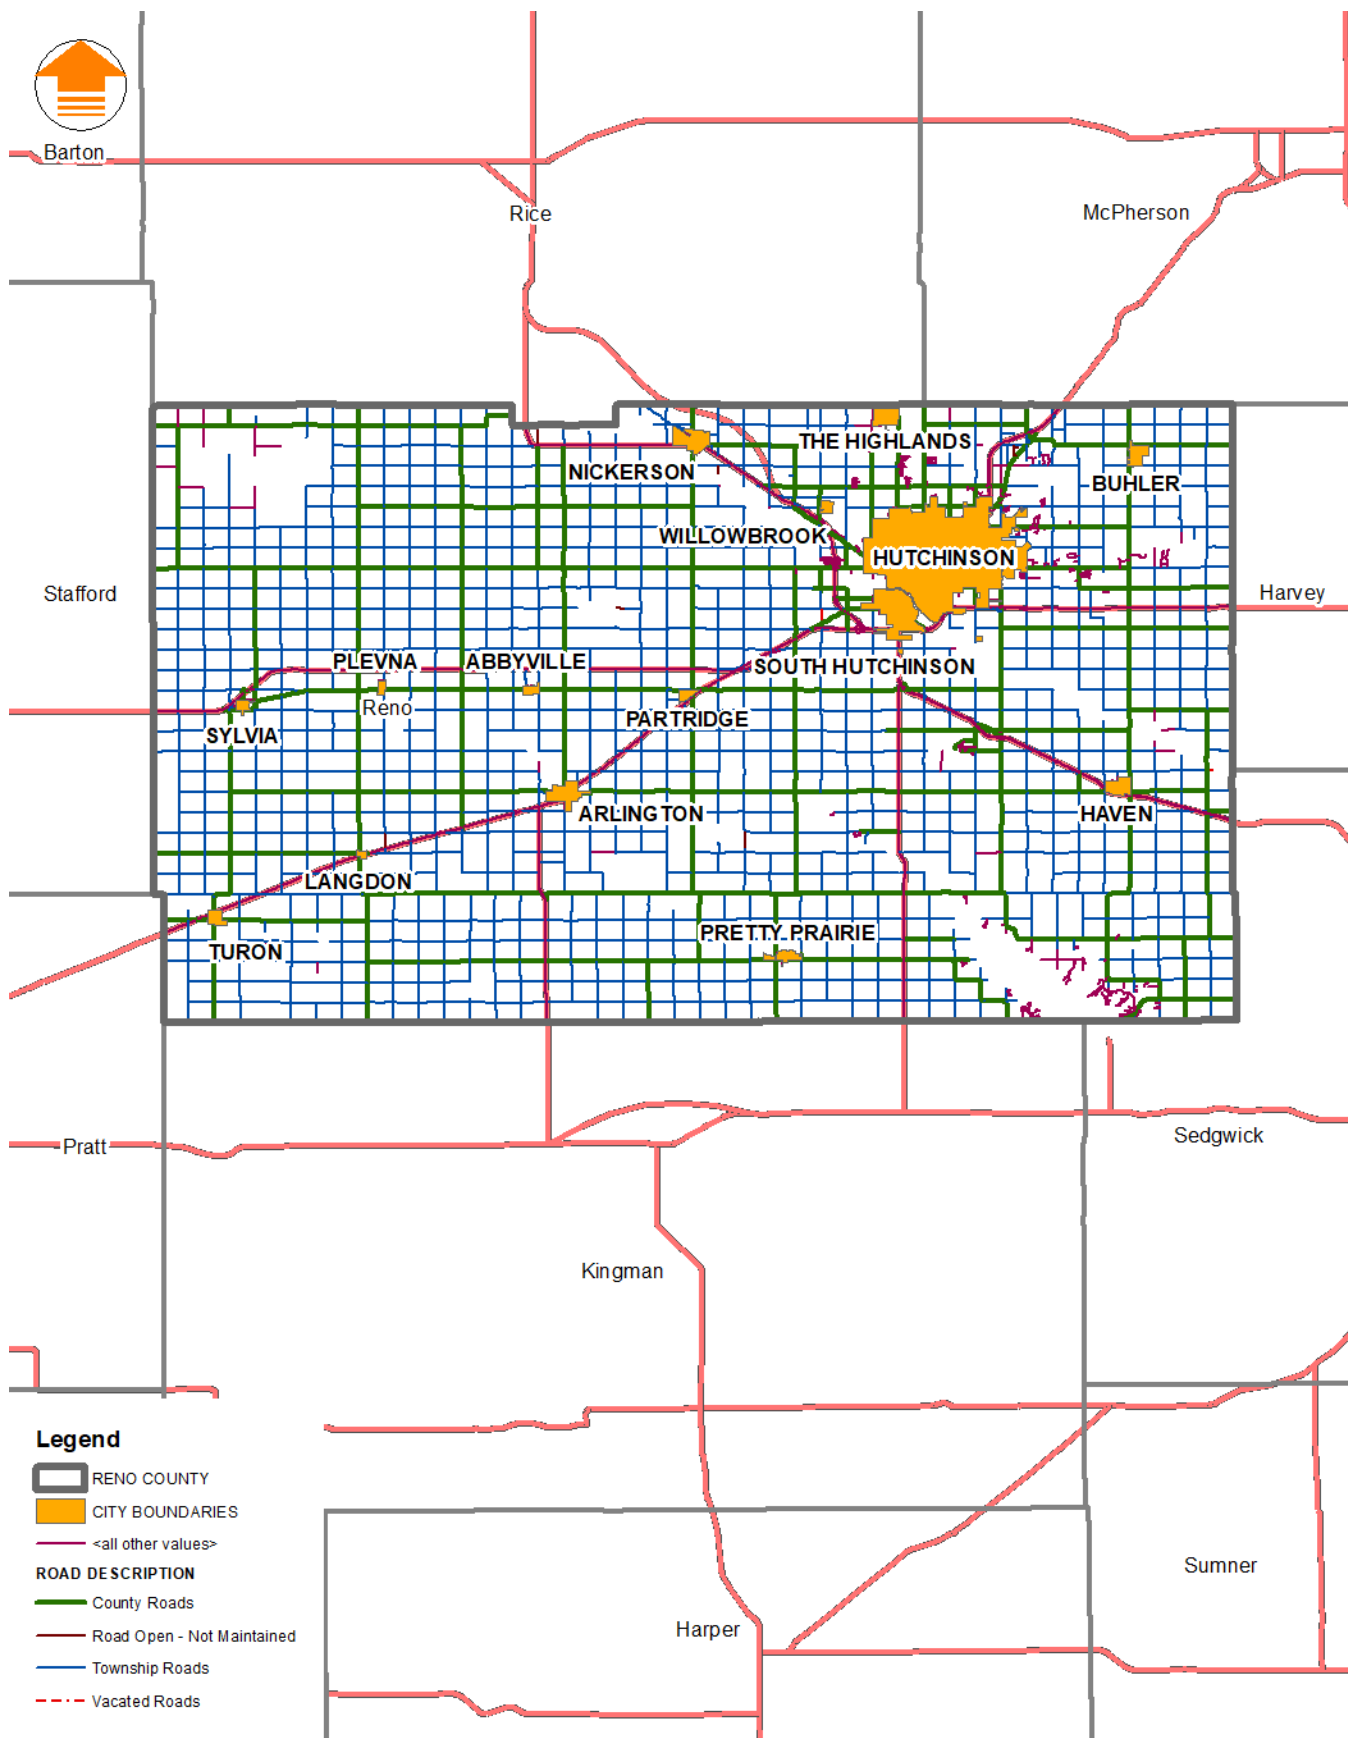 Barton
Rice
McPherson
THE HIGHLANDS
NICKERSON
BUHLER
WILLOWBROOK
HUTCHINSON
Stafford
Harvey
PLEVNA
ABBYVILLE
SOUTH HUTCHINSON
Reno
PARTRIDGE
SYLVIA
ARLINGTON
HAVEN
LANGDON
PRETTY PRAIRIE
TURON
Pratt
Sedgwick
Kingman
Sumner
Harper
Legend
RENO COUNTY
CITY BOUNDARIES
<all other values>
ROAD DESCRIPTION
County Roads
Road Open - Not Maintained
Township Roads
Vacated Roads